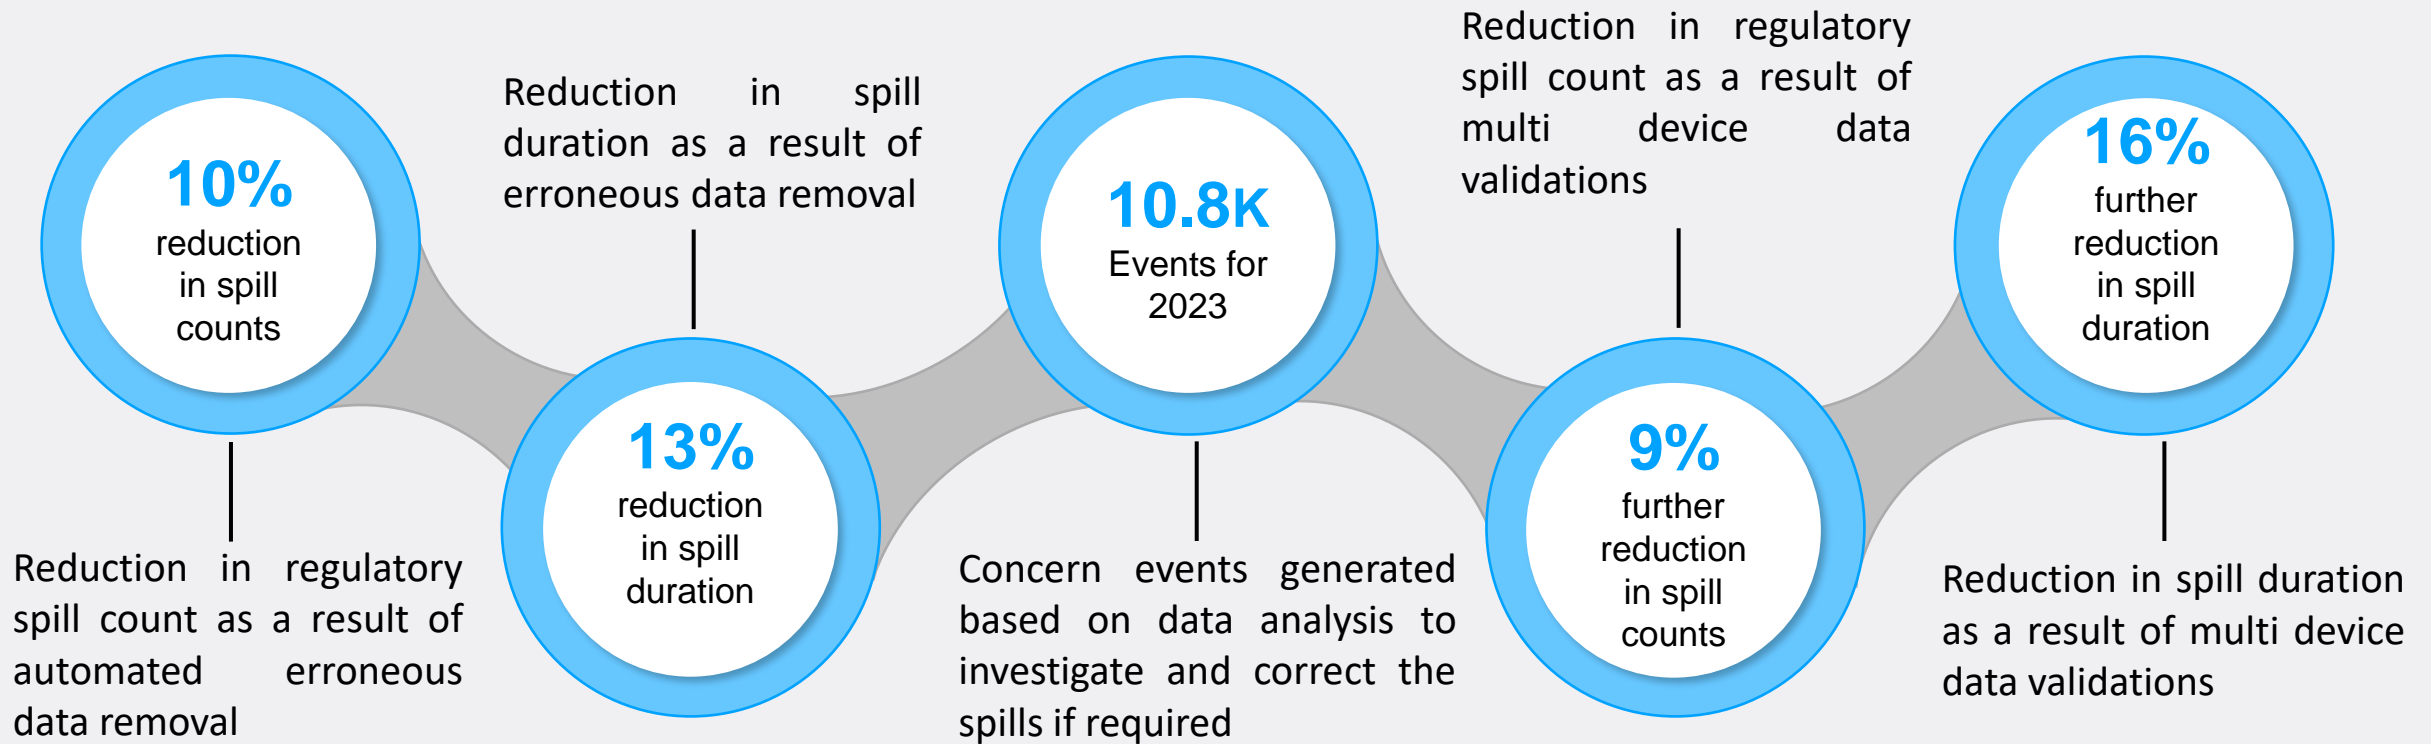 10%
reduction
in spill
counts
Reduction in regulatory
spill count as a result of
automated erroneous
data removal
Reduction in spill
duration as a result of
erroneous data removal
13%
reduction
in spill
duration
10.8K
Events for
2023
Concern events generated
based on data analysis to
investigate and correct the
spills if required
Reduction in regulatory
spill count as a result of
multi device data
validations
9%
further
reduction
in spill
counts
16%
further
reduction
in spill
duration
Reduction in spill duration
as a result of multi device
data validations